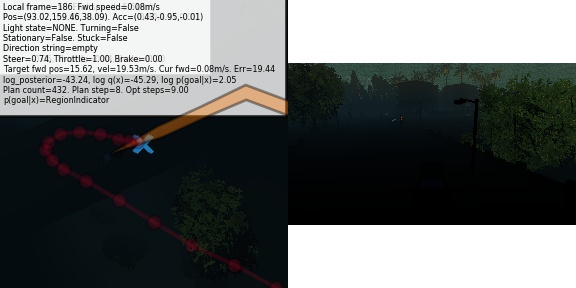 Local frame=186. Fwd speed=0.08m/s
Pos=(93.02,159.46,38.09). Acc=(0.43,-0.95,-0.01)
Light state=NONE. Turning=False
Stationary=False. Stuck=False
Direction string=empty
Steer=0.74, Throttle=1.00, Brake=0.00
Target fwd pos=15.62, vel=19.53m/s. Cur fwd=0.08m/s. Err=19.44
log_posterior=-43.24, log q(x)=-45.29, log p(goal|x)=2.05
Plan count=432. Plan step=8. Opt steps=9.00
p(goal|x)=RegionIndicator